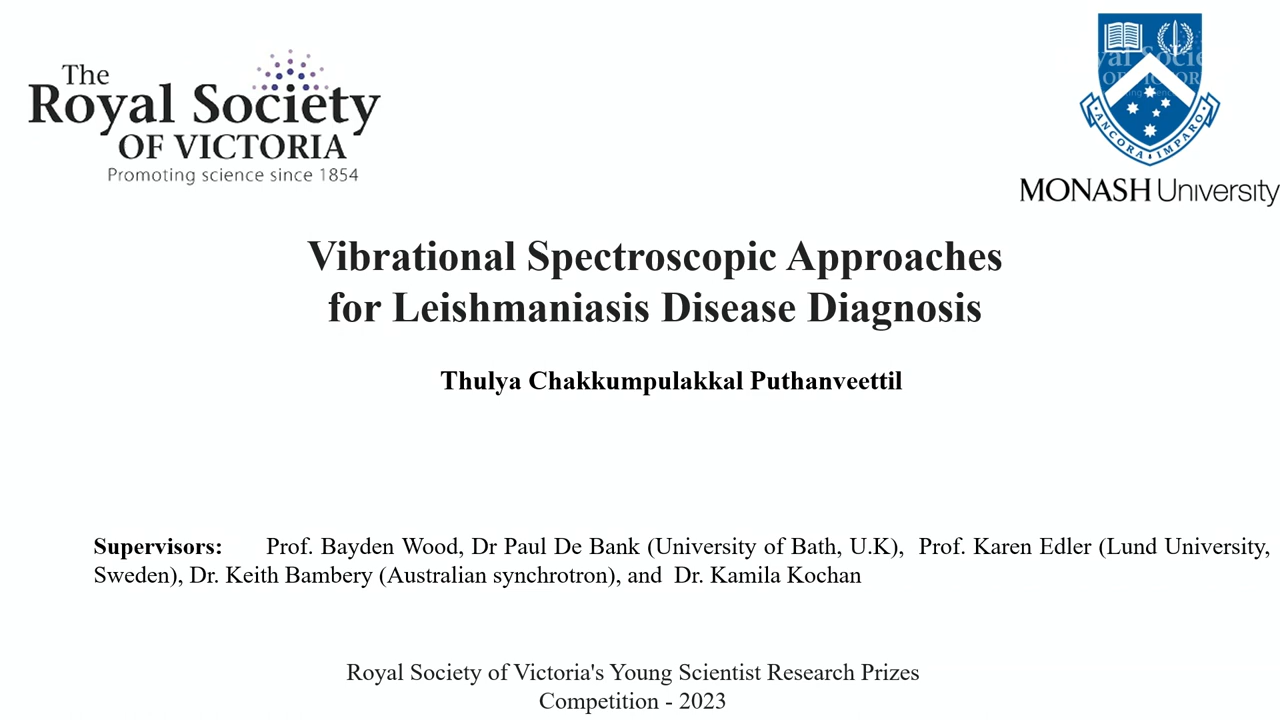 The
Royal Society
OF VICTORIA
Promoting science since 1854
ANCORA IMPARO
MONASH University
Vibrational Spectroscopic Approaches
for Leishmaniasis Disease Diagnosis
Thulya Chakkumpulakkal Puthanveettil
Supervisors: Prof. Bayden Wood, Dr Paul De Bank (University of Bath, U.K), Prof. Karen Edler (Lund University,
Sweden), Dr. Keith Bambery (Australian synchrotron), and Dr. Kamila Kochan
Royal Society of Victoria's Young Scientist Research Prizes
Competition - 2023